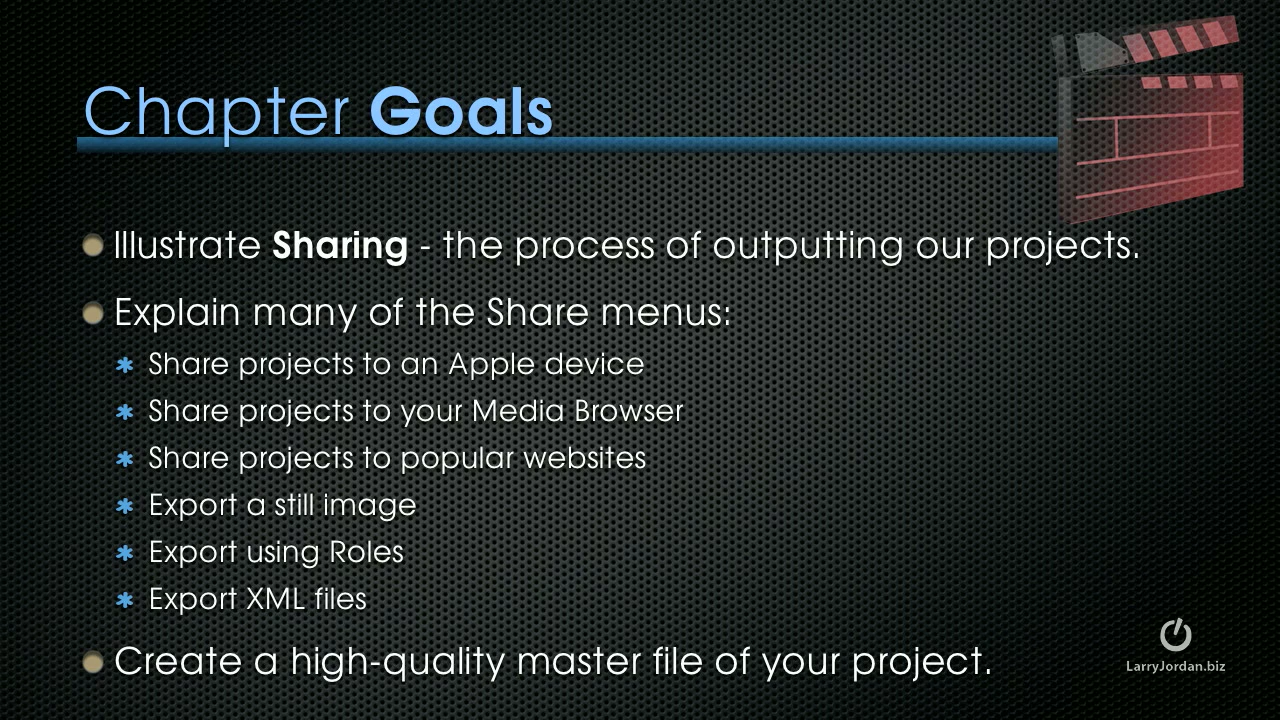 Chapter Goals
Illustrate Sharing - the process of outputting our projects.
Explain many of the Share menus:
Share projects to an Apple device
Share projects to your Media Browser
Share projects to popular websites
Export a still image
Export using Roles
Export XML files
Create a high-quality master file of your project.
LarryJordan.biz